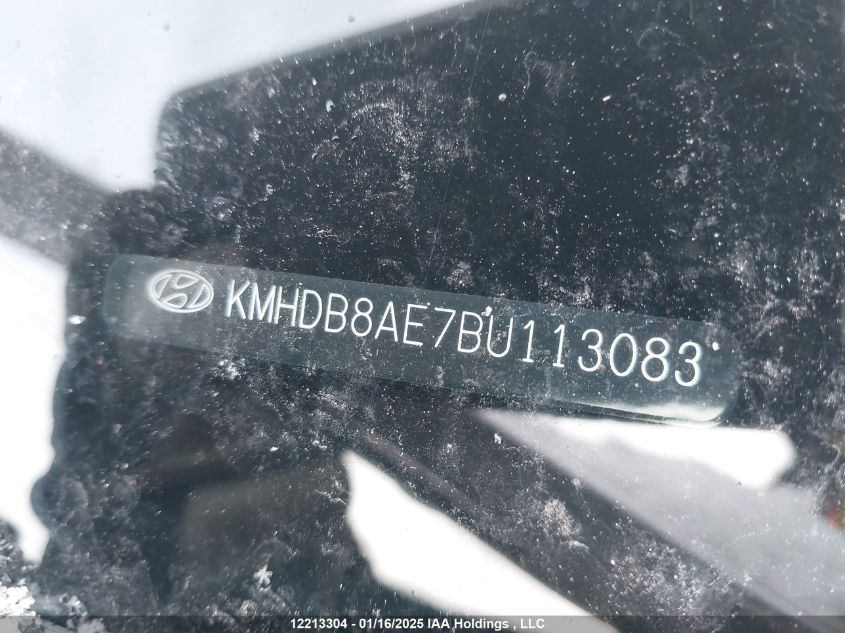 KMHDB8AE7BU113083
12213304 - 01/16/2025 IAA Holdings , LLC